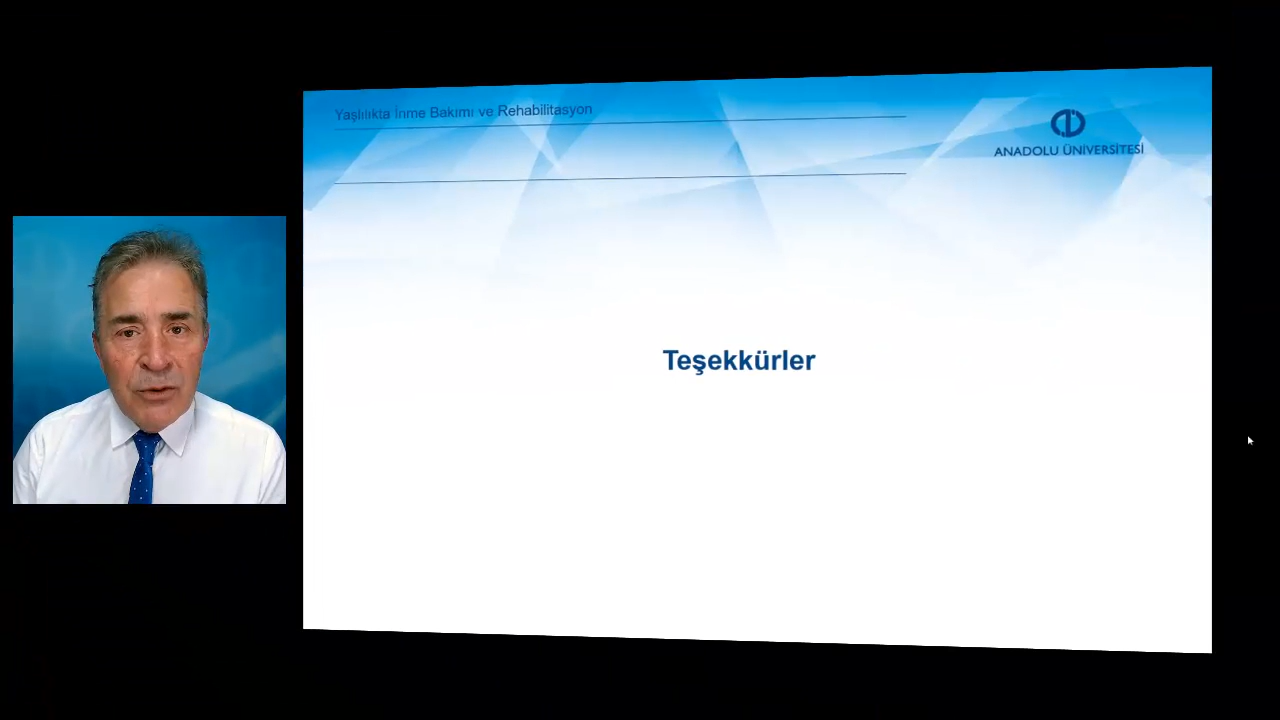 Yaşlılıkta İnme Bakımı ve Rehabilitasyon
ANADOLU ÜNİVERSİTESİ
Teşekkürler